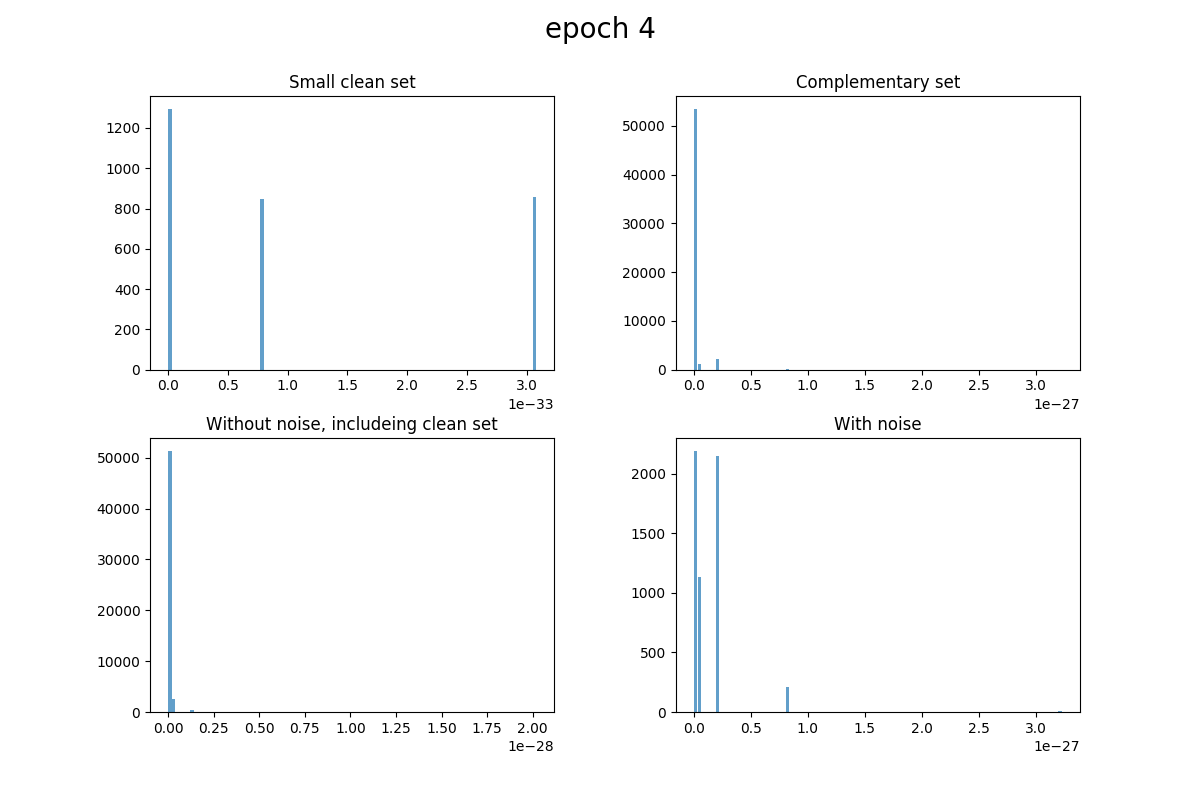 epoch 4
Small clean set
1200
1000
800
600
400
200
0
0.0 0.5 1.0 1.5 2.0 2.5 3.0
1e−33
Complementary set
50000
40000
30000
20000
10000
0
0.0 0.5 1.0 1.5 2.0 2.5 3.0
1e−27
Without noise, includeing clean set
50000
40000
30000
20000
10000
0
0.00 0.25 0.50 0.75 1.00 1.25 1.50 1.75 2.00
1e−28
With noise
2000
1500
1000
500
0
0.0 0.5 1.0 1.5 2.0 2.5 3.0
1e−27